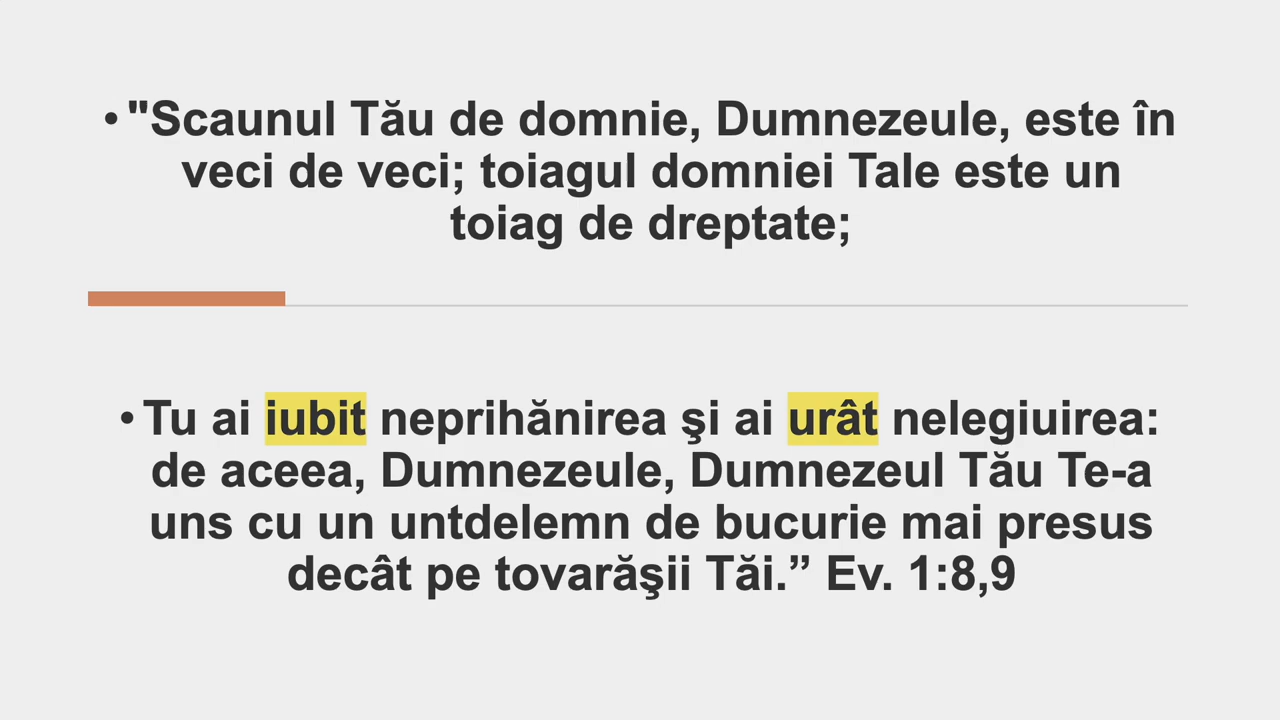 • "Scaunul Tău de domnie, Dumnezeule, este în
veci de veci; toiagul domniei Tale este un
toiag de dreptate;
• Tu ai iubit neprihănirea şi ai urât nelegiuirea:
de aceea, Dumnezeule, Dumnezeul Tău Te-a
uns cu un untdelemn de bucurie mai presus
decât pe tovarăşii Tăi.” Ev. 1:8,9